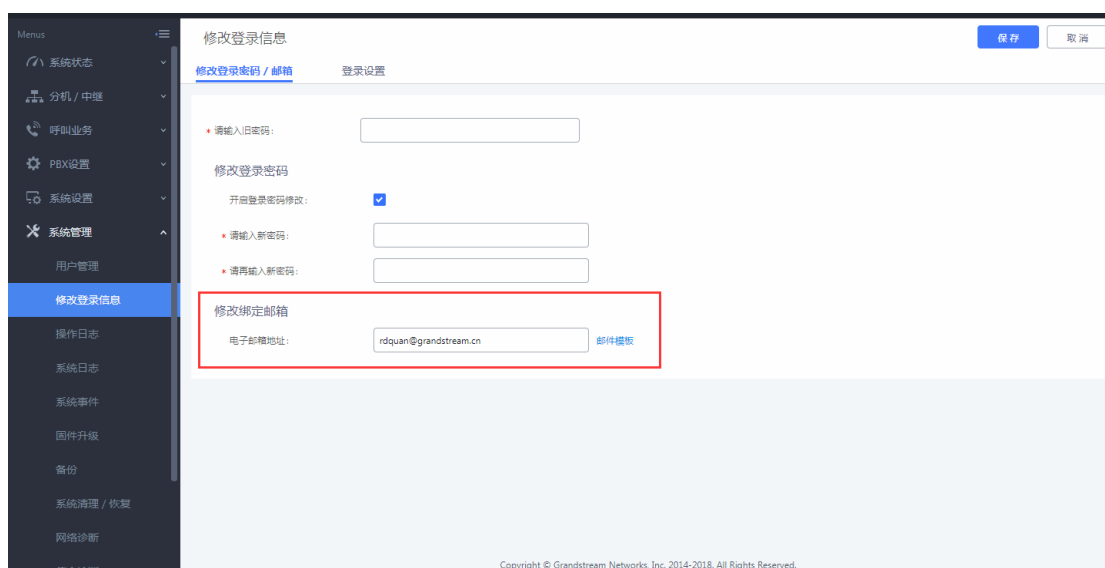 Menus
系统状态
分机 / 中继
呼叫业务
PBX设置
系统设置
系统管理
用户管理
修改登录信息
操作日志
系统日志
系统事件
固件升级
备份
系统清理 / 恢复
网络诊断
修改登录信息
保存
取消
修改登录密码 / 邮箱
登录设置
* 请输入旧密码:
修改登录密码
开启登录密码修改:
* 请输入新密码:
* 请再输入新密码:
修改绑定邮箱
电子邮箱地址:
rdquan@grandstream.cn
邮件模板
Copyright © Grandstream Networks, Inc. 2014-2018. All Rights Reserved.